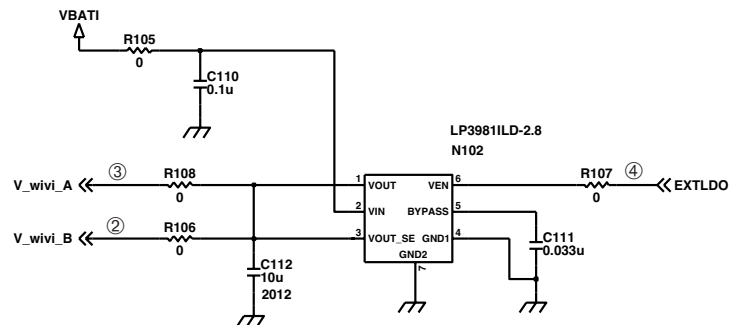 VBATI
R105
0
C110
0.1u
LP3981ILD-2.8
N102
V_wivi_A
③
R108
0
1
VOUT
VEN
6
R107
0
④
EXTLDO
2
VIN
BYPASS
5
V_wivi_B
②
R106
0
3
VOUT_SE
GND1
4
GND2
7
C111
0.033u
C112
10u
2012